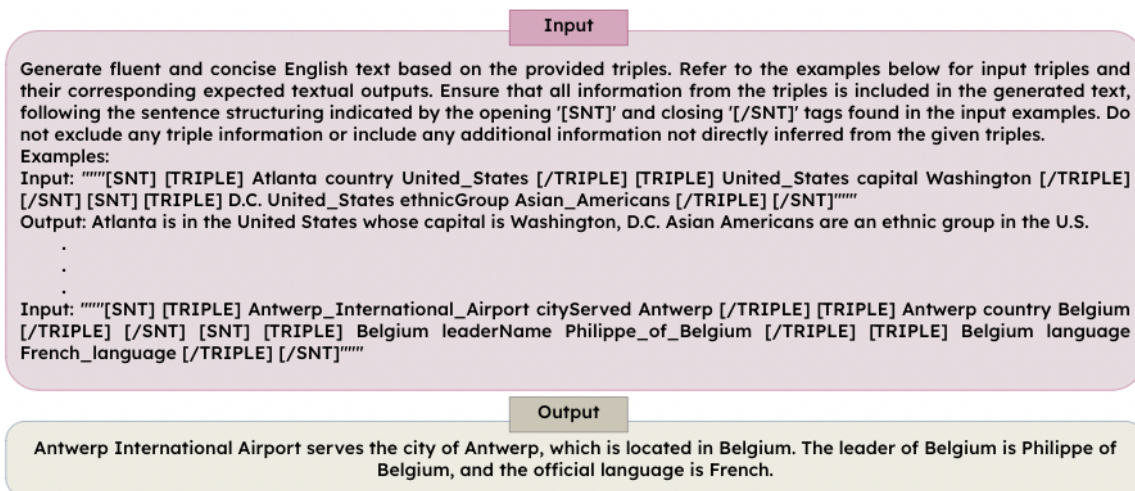 Input
Generate fluent and concise English text based on the provided triples. Refer to the examples below for input triples and
their corresponding expected textual outputs. Ensure that all information from the triples is included in the generated text,
following the sentence structuring indicated by the opening '[SNT]' and closing '[/SNT]' tags found in the input examples. Do
not exclude any triple information or include any additional information not directly inferred from the given triples.
Examples:
Input: """[SNT] [TRIPLE] Atlanta country United_States [/TRIPLE] [TRIPLE] United_States capital Washington [/TRIPLE]
[/SNT] [SNT] [TRIPLE] D.C. United_States ethnicGroup Asian_Americans [/TRIPLE] [/SNT]"""
Output: Atlanta is in the United States whose capital is Washington, D.C. Asian Americans are an ethnic group in the U.S.
.
.
.
Input: """[SNT] [TRIPLE] Antwerp_International_Airport cityServed Antwerp [/TRIPLE] [TRIPLE] Antwerp country Belgium
[/TRIPLE] [/SNT] [SNT] [TRIPLE] Belgium leaderName Philippe_of_Belgium [/TRIPLE] [TRIPLE] Belgium language
French_language [/TRIPLE] [/SNT]"""
Output
Antwerp International Airport serves the city of Antwerp, which is located in Belgium. The leader of Belgium is Philippe of
Belgium, and the official language is French.